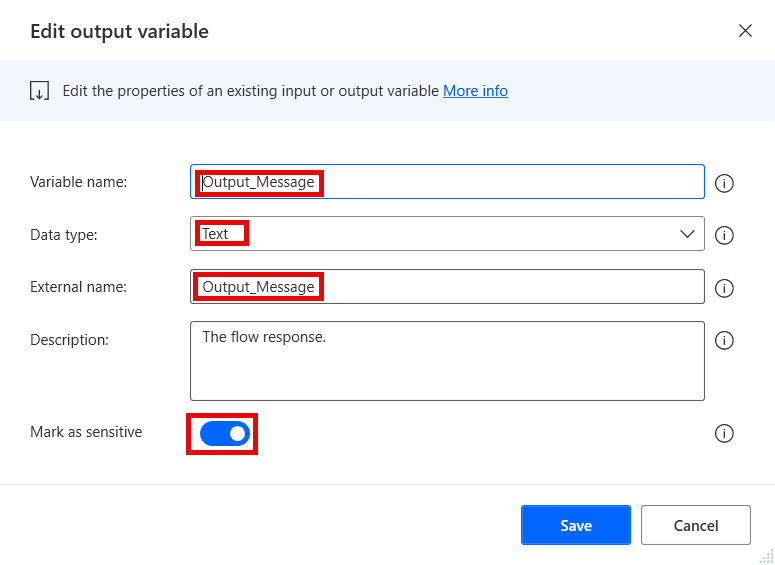 Edit output variable
Edit the properties of an existing input or output variable More info
Variable name:
Output_Message
Data type:
Text
External name:
Output_Message
Description:
The flow response.
Mark as sensitive
Save
Cancel